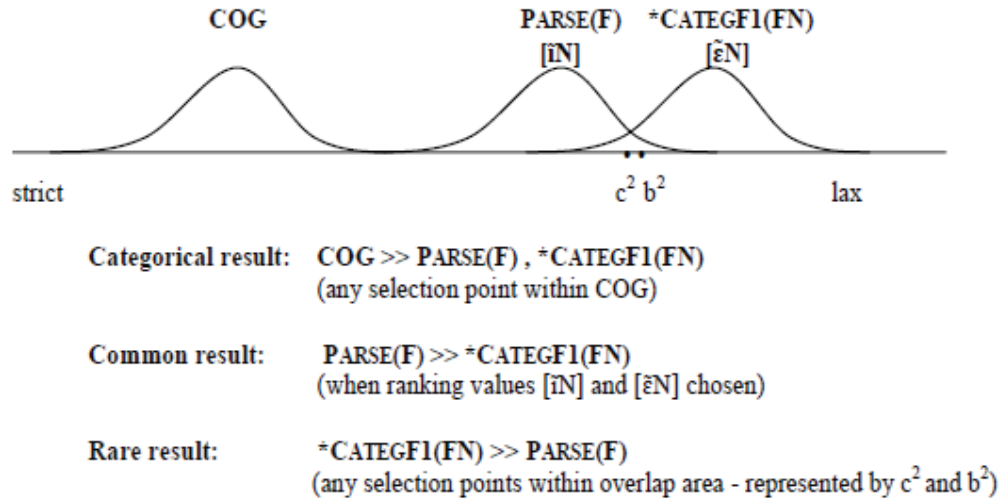 COG PARSE(F) *CATEGF1(FN)
[ĩN] [ɛ̃N]
c² b²
strict lax
Categorical result: COG >> PARSE(F) , *CATEGF1(FN)
(any selection point within COG)
Common result: PARSE(F) >> *CATEGF1(FN)
(when ranking values [ĩN] and [ɛ̃N] chosen)
Rare result: *CATEGF1(FN) >> PARSE(F)
(any selection points within overlap area - represented by c² and b²)